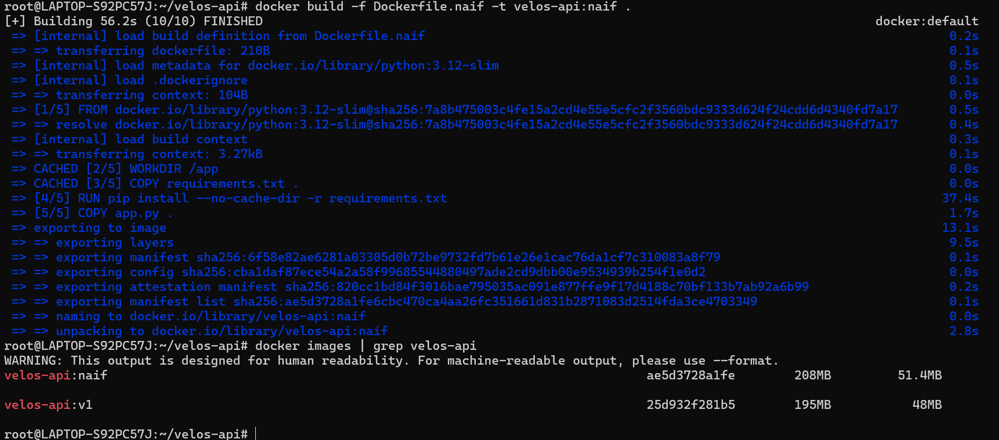 root@LAPTOP-S92PC57J:~/velos-api# docker build -f Dockerfile.naif -t velos-api:naif .
[+] Building 56.2s (10/10) FINISHED docker:default
=> [internal] load build definition from Dockerfile.naif 0.2s
=> => transferring dockerfile: 210B 0.1s
=> [internal] load metadata for docker.io/library/python:3.12-slim 0.5s
=> [internal] load .dockerignore 0.1s
=> => transferring context: 104B 0.0s
=> [1/5] FROM docker.io/library/python:3.12-slim@sha256:7a8b475003c4fe15a2cd4e55e5cfc2f3560bdc9333d624f24cdd6d4340fd7a17 0.5s
=> => resolve docker.io/library/python:3.12-slim@sha256:7a8b475003c4fe15a2cd4e55e5cfc2f3560bdc9333d624f24cdd6d4340fd7a17 0.4s
=> [internal] load build context 0.3s
=> => transferring context: 3.27kB 0.1s
=> CACHED [2/5] WORKDIR /app 0.0s
=> CACHED [3/5] COPY requirements.txt . 0.0s
=> [4/5] RUN pip install --no-cache-dir -r requirements.txt 37.4s
=> [5/5] COPY app.py . 1.7s
=> exporting to image 13.1s
=> => exporting layers 9.5s
=> => exporting manifest sha256:6f58e82ae6281a03305d0b72be9732fd7b61e26e1cac76da1cf7c310083a8f79 0.1s
=> => exporting config sha256:cba1daf87ece54a2a58f99685544880497ade2cd9dbb00e9534939b254f1e0d2 0.0s
=> => exporting attestation manifest sha256:820cc1bd84f3016bae795035ac091e877ffe9f17d4188c70bf133b7ab92a6b99 0.2s
=> => exporting manifest list sha256:ae5d3728a1fe6cbc470ca4aa26fc351661d831b2871083d2514fda3ce4703349 0.1s
=> => naming to docker.io/library/velos-api:naif 0.0s
=> => unpacking to docker.io/library/velos-api:naif 2.8s
root@LAPTOP-S92PC57J:~/velos-api# docker images | grep velos-api
WARNING: This output is designed for human readability. For machine-readable output, please use --format.
velos-api:naif ae5d3728a1fe 208MB 51.4MB
velos-api:v1 25d932f281b5 195MB 48MB
root@LAPTOP-S92PC57J:~/velos-api#